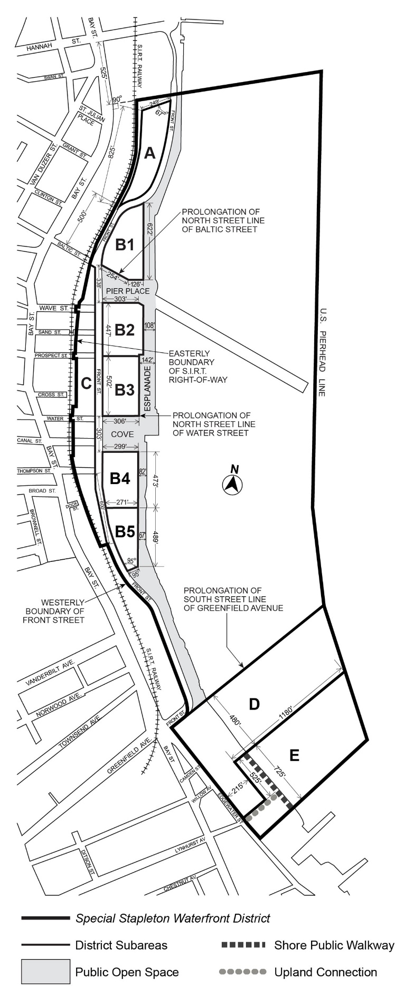 BAY ST.
HANNAH ST.
S.I.R.T. RAILWAY
525'
SWAN ST.
90°
249'
67°
FRONT ST.
ST. JULIAN
PLACE
GRANT ST.
825'
A
VAN DUZER ST.
BAY ST.
CLINTON ST.
500'
PROLONGATION OF
NORTH STREET LINE
OF BALTIC STREET
622'
FRONT ST.
B1
BALTIC ST.
254'
126'
338'
PIER PLACE
303'
WAVE ST.
U.S. PIERHEAD LINE
BAY ST.
447'
B2
108'
SAND ST.
EASTERLY
BOUNDARY
OF S.I.R.T.
RIGHT-OF-WAY
PROSPECT ST.
142'
C
FRONT ST.
502'
B3
ESPLANADE
CROSS ST.
PROLONGATION OF
NORTH STREET LINE
OF WATER STREET
WATER ST.
306'
303'
COVE
CANAL ST.
299'
BAY ST.
THOMPSON ST.
B4
82'
473'
N
BROAD ST.
271'
DOCK
ST.
600'
BROWNELL ST.
B5
67'
489'
95°
95'
BAY ST.
FRONT ST.
WESTERLY
BOUNDARY OF
FRONT STREET
PROLONGATION OF
SOUTH STREET LINE
OF GREENFIELD AVENUE
S.I.R.T. RAILWAY
VANDERBILT AVE.
NORWOOD AVE.
D
FRONT ST.
480'
1180'
TOWNSEND AVE.
GREENFIELD AVE.
BAY ST
E
725'
525'
215'
CAMDEN ST
WILLOW AV
EDGEWATER ST
LYNHURST AV
DITSON ST
CHESTNUT AV
Special Stapleton Waterfront District
District Subareas
Shore Public Walkway
Public Open Space
Upland Connection